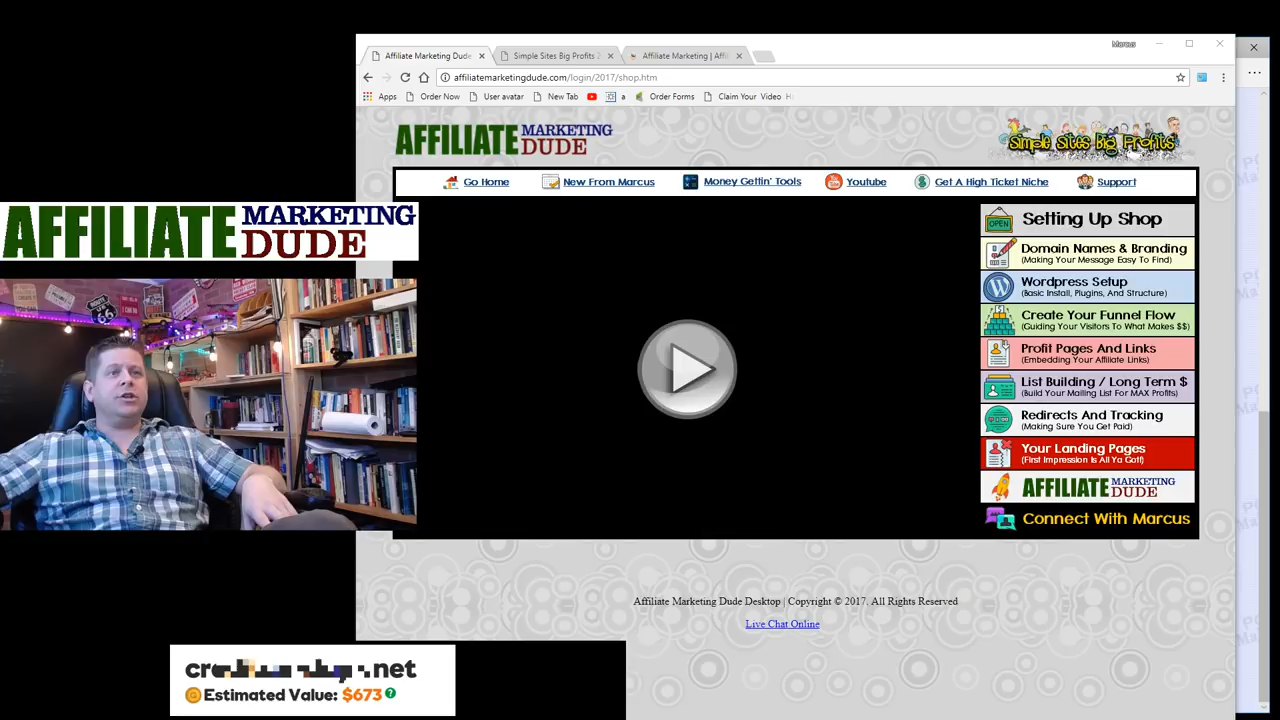 Marcus
Affiliate Marketing Dude
Simple Sites Big Profits 2
Affiliate Marketing | Affi
affiliatemarketingdude.com/login/2017/shop.htm
Apps
Order Now
User avatar
New Tab
a
Order Forms
Claim Your Video
AFFILIATE MARKETING DUDE
Simple Sites Big Profits
Go Home
New From Marcus
Money Gettin' Tools
Youtube
Get A High Ticket Niche
Support
AFFILIATE MARKETING DUDE
66
OPEN
Setting Up Shop
Domain Names & Branding
(Making Your Message Easy To Find)
Wordpress Setup
(Basic Install, Plugins, And Structure)
Create Your Funnel Flow
(Guiding Your Visitors To What Makes $$)
Profit Pages And Links
(Embedding Your Affiliate Links)
List Building / Long Term $
(Build Your Mailing List For MAX Profits)
Redirects And Tracking
(Making Sure You Get Paid)
Your Landing Pages
(First Impression Is All Ya Gott)
AFFILIATE MARKETING DUDE
Connect With Marcus
Affiliate Marketing Dude Desktop | Copyright © 2017, All Rights Reserved
Live Chat Online
.net
Estimated Value: $673